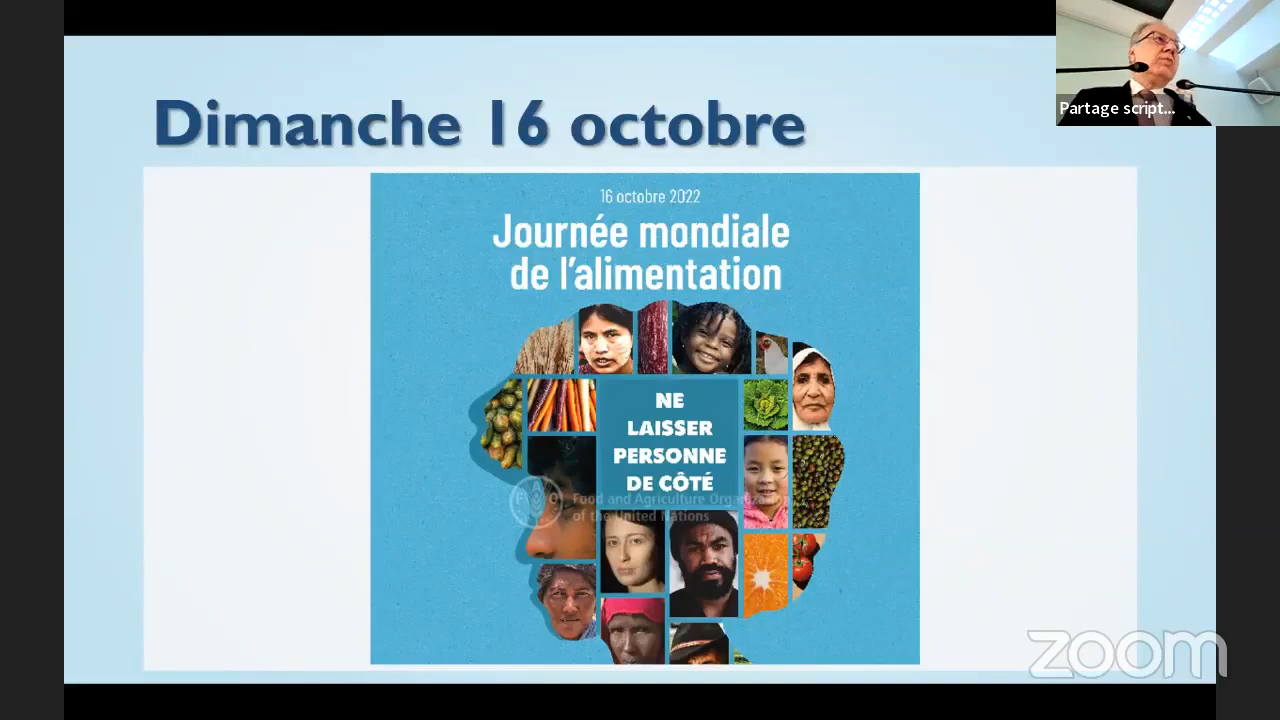 Dimanche 16 octobre
Partage script...
16 octobre 2022
Journée mondiale
de l'alimentation
NE
LAISSER
PERSONNE
DE CÔTÉ
FAO
Food and Agriculture Organization
of the United Nations
zoom